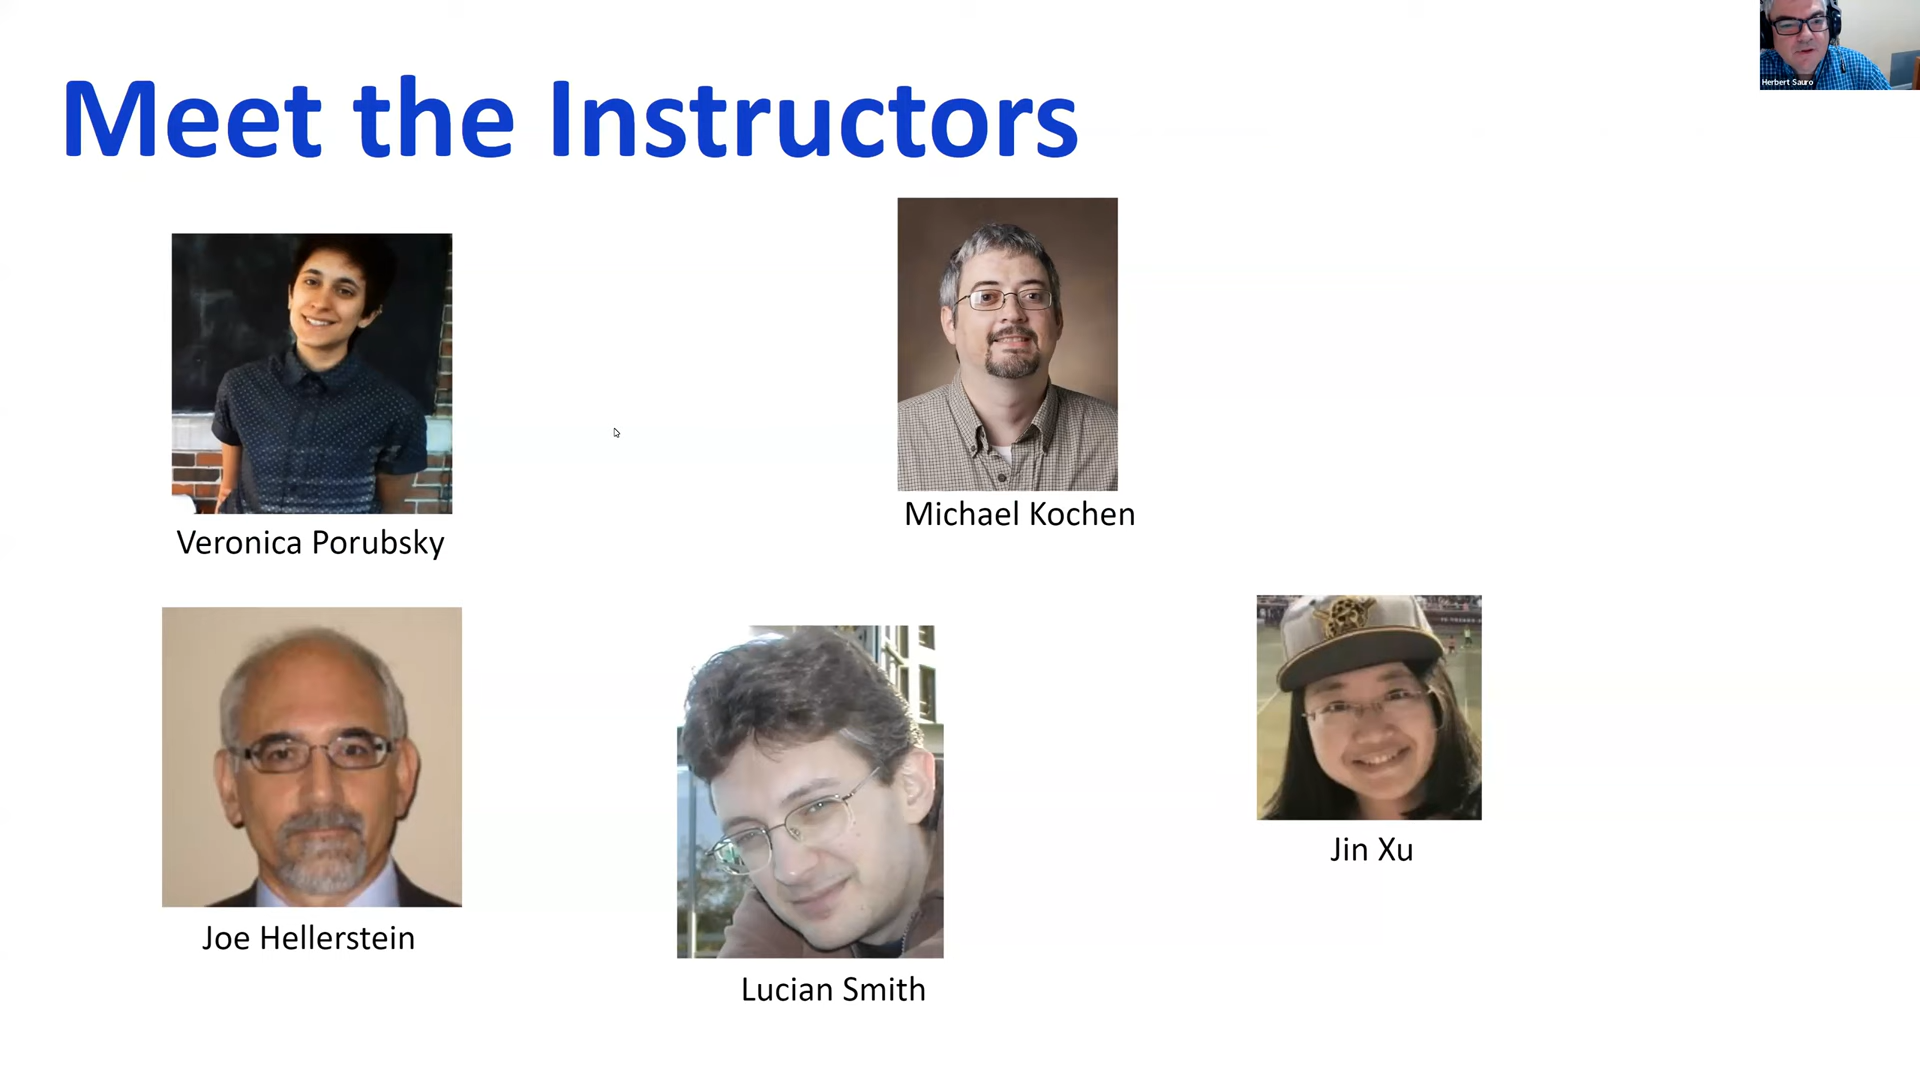 Meet the Instructors
Herbert Sauro
Veronica Porubsky
Michael Kochen
Joe Hellerstein
Lucian Smith
Jin Xu